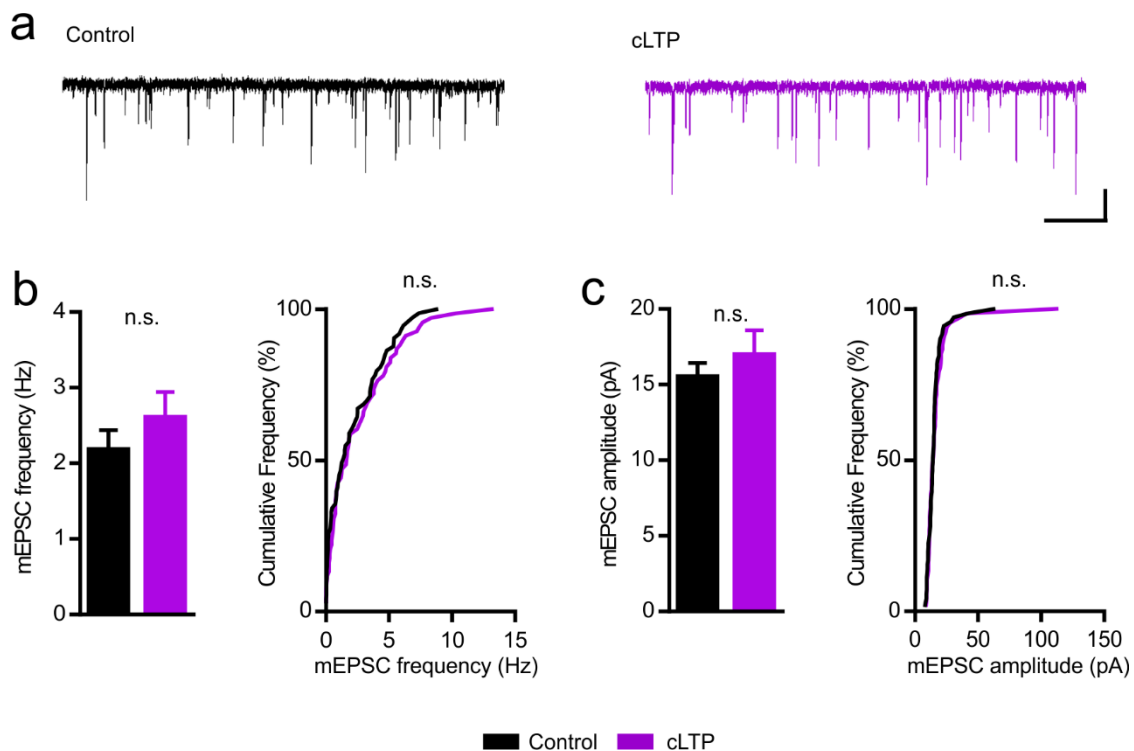 a
Control
cLTP
b
n.s.
mEPSC frequency (Hz)
4
3
2
1
0
n.s.
Cumulative Frequency (%)
100
50
0
0 5 10 15
mEPSC frequency (Hz)
c
n.s.
mEPSC amplitude (pA)
20
15
10
5
0
n.s.
Cumulative Frequency (%)
100
50
0
0 50 100 150
mEPSC amplitude (pA)
Control cLTP